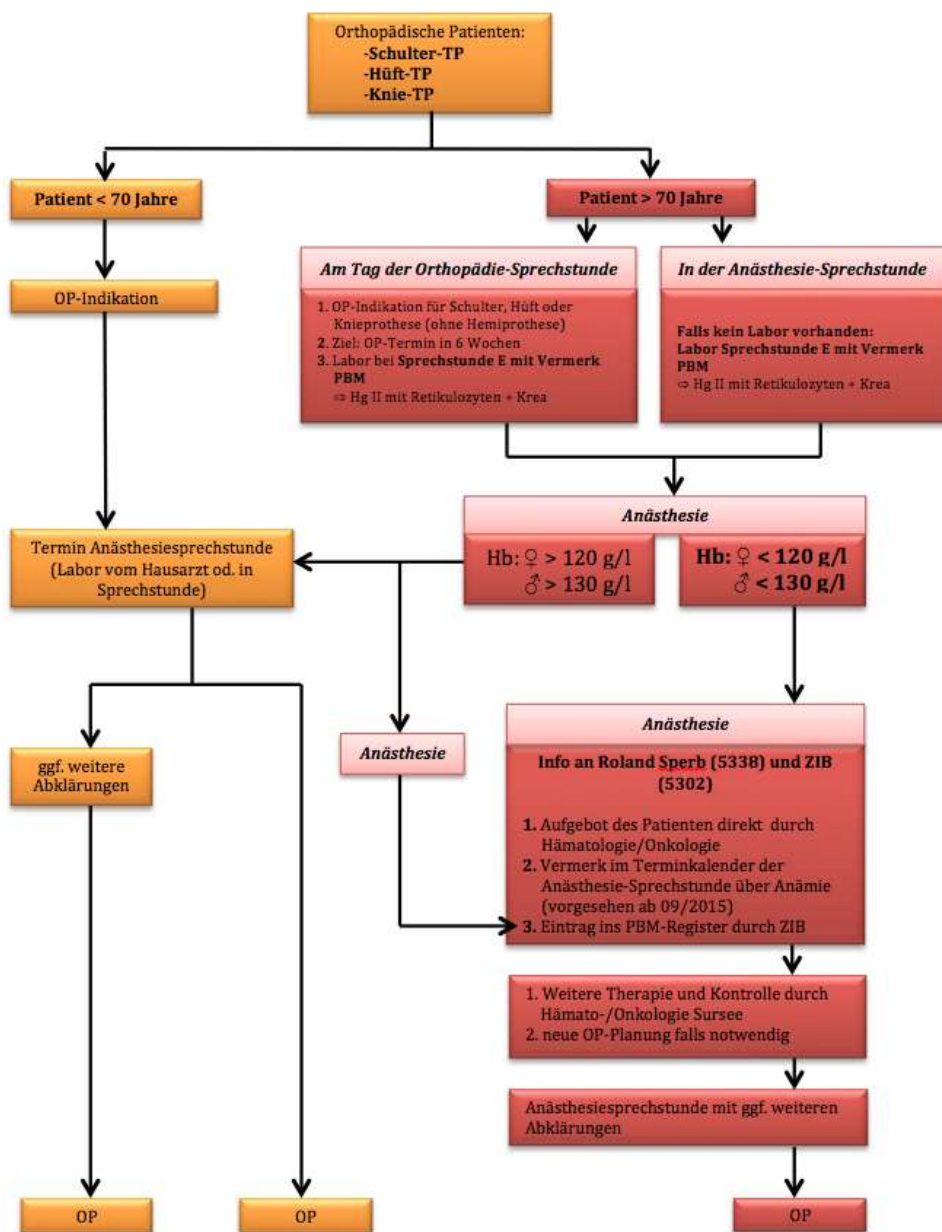 Orthopädische Patienten:
-Schulter-TP
-Hüft-TP
-Knie-TP
Patient < 70 Jahre
Patient > 70 Jahre
OP-Indikation
Am Tag der Orthopädie-Sprechstunde
1. OP-Indikation für Schulter, Hüft oder
Knieprothese (ohne Hemiprothese)
2. Ziel: OP-Termin in 6 Wochen
3. Labor bei Sprechstunde E mit Vermerk
PBM
⇨ Hg II mit Retikulozyten + Krea
In der Anästhesie-Sprechstunde
Falls kein Labor vorhanden:
Labor Sprechstunde E mit Vermerk
PBM
⇨ Hg II mit Retikulozyten + Krea
Anästhesie
Hb: ♀ > 120 g/l
♂ > 130 g/l
Hb: ♀ < 120 g/l
♂ < 130 g/l
Termin Anästhesiesprechstunde
(Labor vom Hausarzt od. in
Sprechstunde)
ggf. weitere
Abklärungen
Anästhesie
Anästhesie
Info an Roland Sperb (5338) und ZIB
(5302)
1. Aufgebot des Patienten direkt durch
Hämatologie/Onkologie
2. Vermerk im Terminkalender der
Anästhesie-Sprechstunde über Anämie
(vorgesehen ab 09/2015)
3. Eintrag ins PBM-Register durch ZIB
1. Weitere Therapie und Kontrolle durch
Hämato-/Onkologie Sursee
2. neue OP-Planung falls notwendig
Anästhesiesprechstunde mit ggf. weiteren
Abklärungen
OP
OP
OP